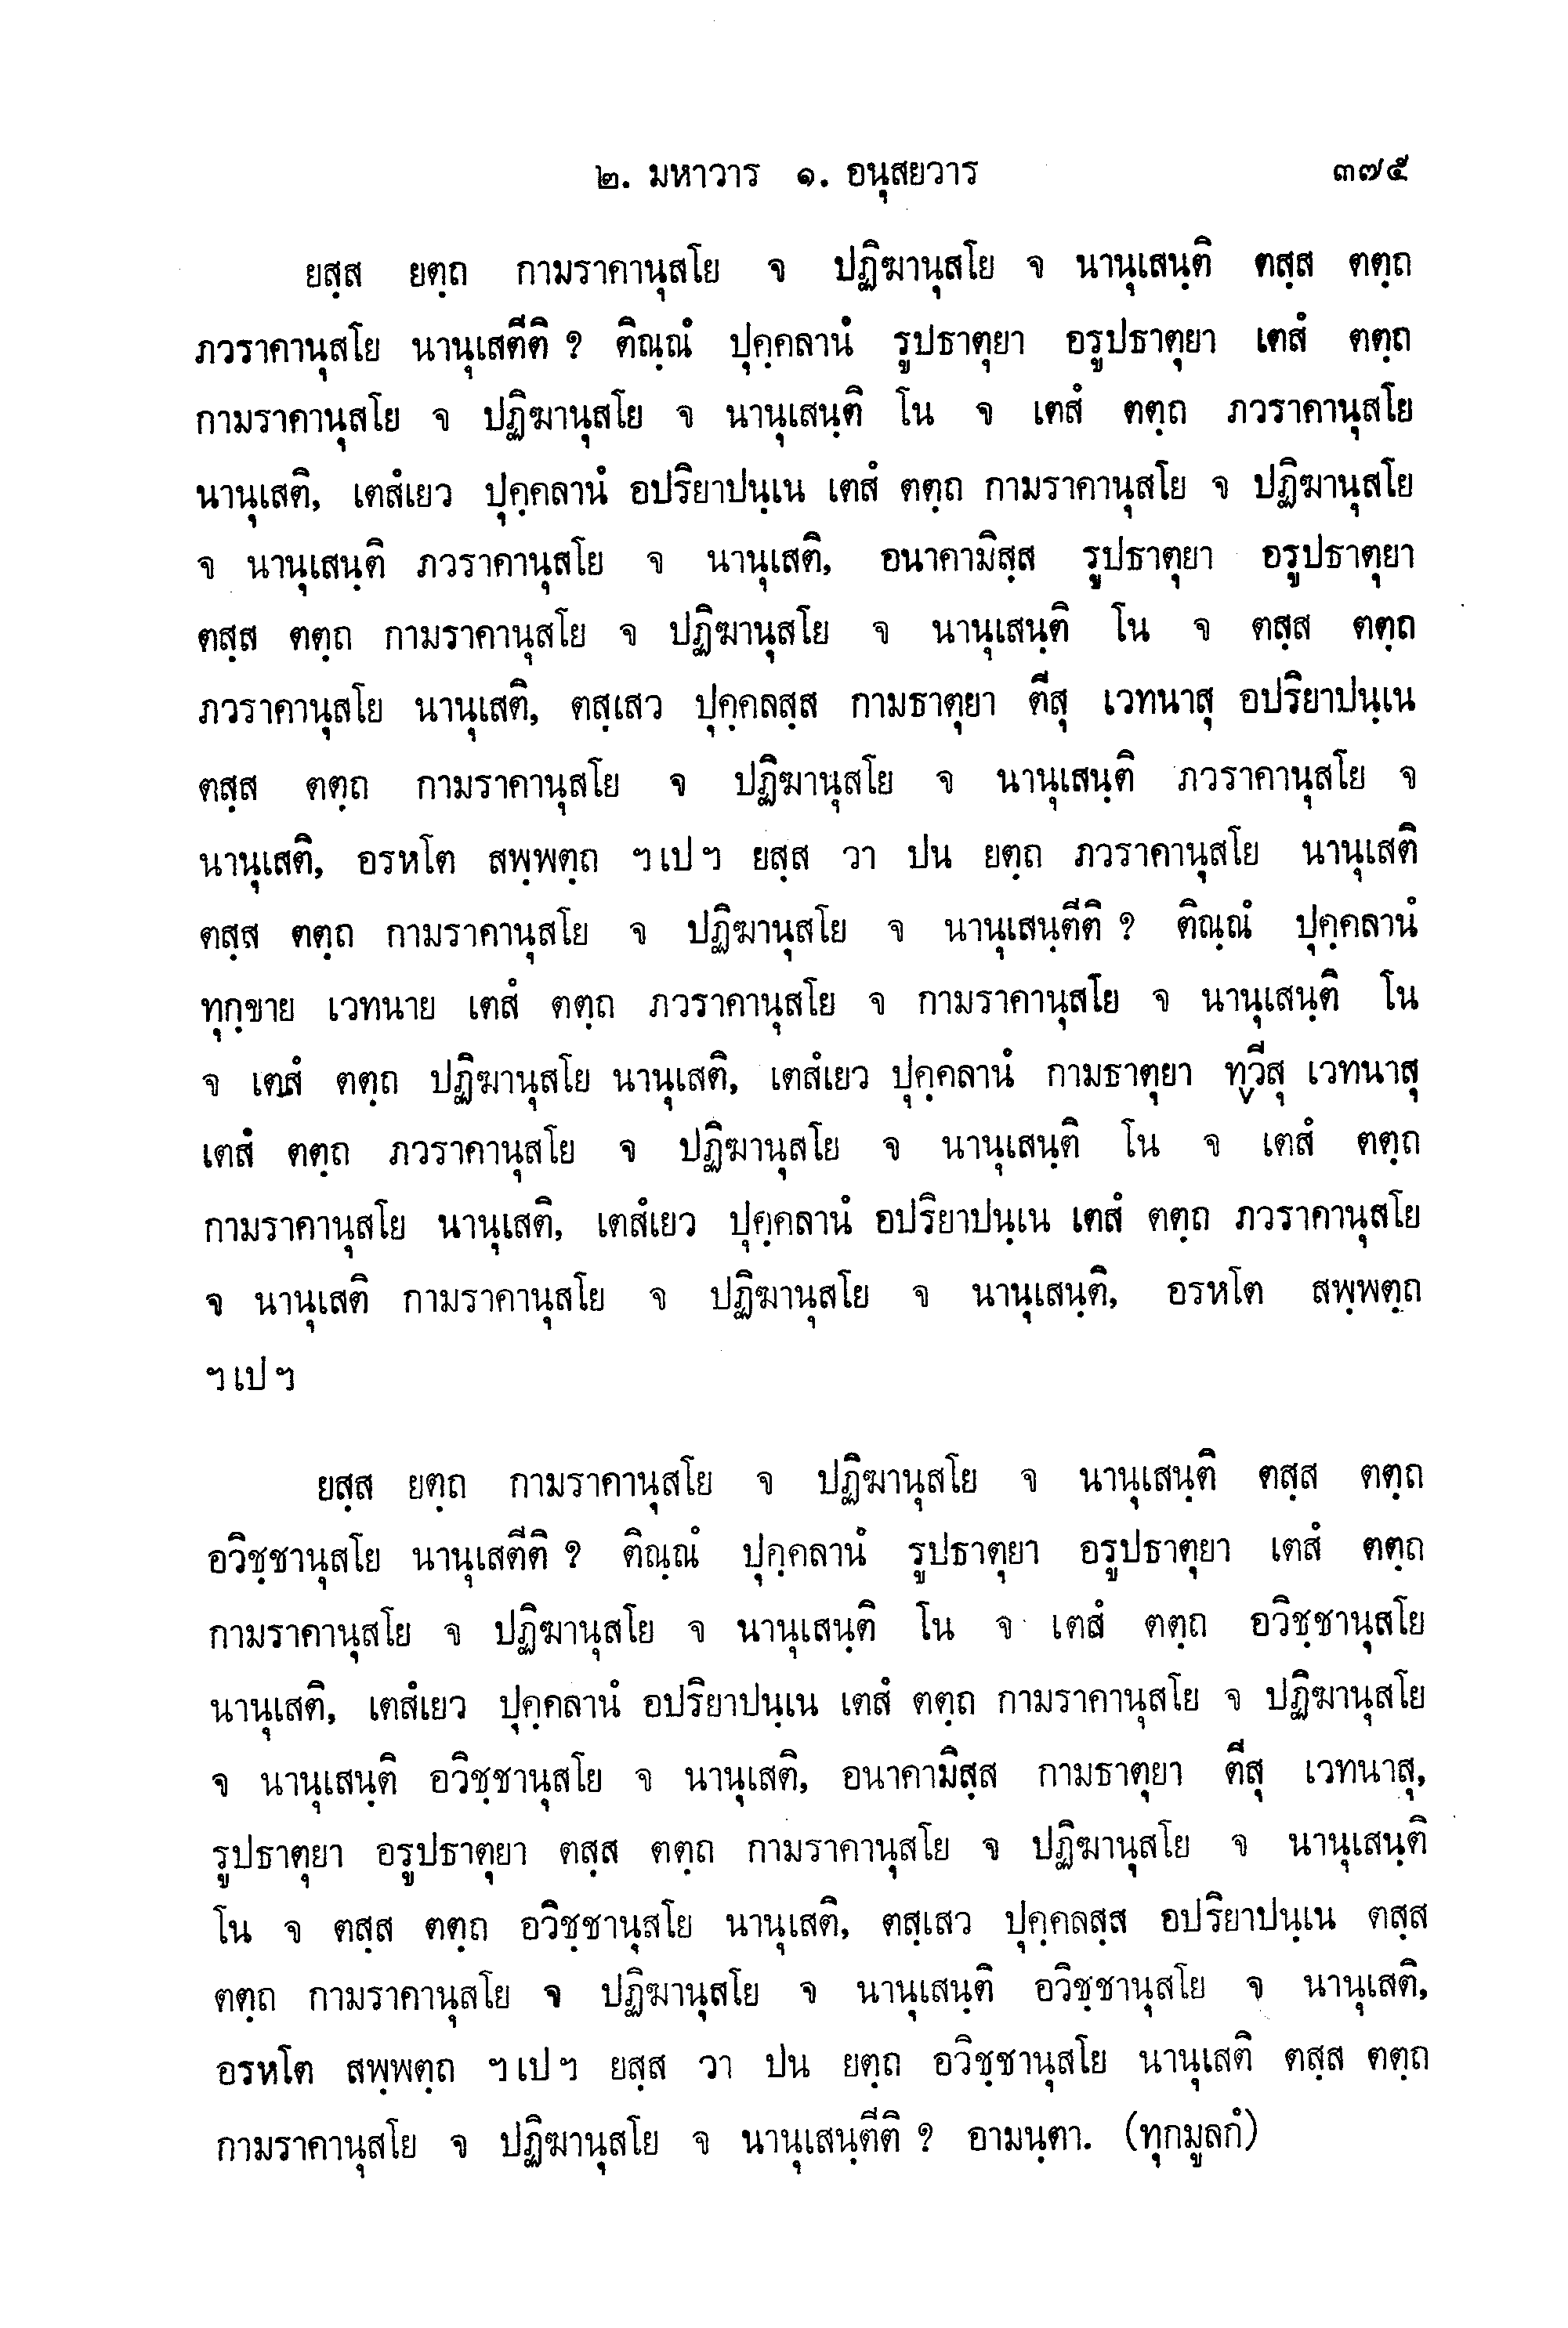 ๒. มหาวาร ๑. อนุสยวาร ๓๗๕
ยสฺส ยตฺถ กามราคานุสโย จ ปฏิฆานุสโย จ นานุเสนฺติ ตสฺส ตตฺถ
ภวราคานุสโย นานุเสตีติ ? ติณฺณํ ปุคฺคลานํ รูปธาตุยา อรูปธาตุยา เตสํ ตตฺถ
กามราคานุสโย จ ปฏิฆานุสโย จ นานุเสนฺติ โน จ เตสํ ตตฺถ ภวราคานุสโย
นานุเสติ, เตสํเยว ปุคฺคลานํ อปริยาปนฺเน เตสํ ตตฺถ กามราคานุสโย จ ปฏิฆานุสโย
จ นานุเสนฺติ ภวราคานุสโย จ นานุเสติ, อนาคามิสฺส รูปธาตุยา อรูปธาตุยา
ตสฺส ตตฺถ กามราคานุสโย จ ปฏิฆานุสโย จ นานุเสนฺติ โน จ ตสฺส ตตฺถ
ภวราคานุสโย นานุเสติ, ตสฺเสว ปุคฺคลสฺส กามธาตุยา ตีสุ เวทนาสุ อปริยาปนฺเน
ตสฺส ตตฺถ กามราคานุสโย จ ปฏิฆานุสโย จ นานุเสนฺติ ภวราคานุสโย จ
นานุเสติ, อรหโต สพฺพตฺถ ฯเปฯ ยสฺส วา ปน ยตฺถ ภวราคานุสโย นานุเสติ
ตสฺส ตตฺถ กามราคานุสโย จ ปฏิฆานุสโย จ นานุเสนฺตีติ ? ติณฺณํ ปุคฺคลานํ
ทุกฺขาย เวทนาย เตสํ ตตฺถ ภวราคานุสโย จ กามราคานุสโย จ นานุเสนฺติ โน
จ เตสํ ตตฺถ ปฏิฆานุสโย นานุเสติ, เตสํเยว ปุคฺคลานํ กามธาตุยา ทฺวีสุ เวทนาสุ
เตสํ ตตฺถ ภวราคานุสโย จ ปฏิฆานุสโย จ นานุเสนฺติ โน จ เตสํ ตตฺถ
กามราคานุสโย นานุเสติ, เตสํเยว ปุคฺคลานํ อปริยาปนฺเน เตสํ ตตฺถ ภวราคานุสโย
จ นานุเสติ กามราคานุสโย จ ปฏิฆานุสโย จ นานุเสนฺติ, อรหโต สพฺพตฺถ
ฯเปฯ
ยสฺส ยตฺถ กามราคานุสโย จ ปฏิฆานุสโย จ นานุเสนฺติ ตสฺส ตตฺถ
อวิชฺชานุสโย นานุเสตีติ ? ติณฺณํ ปุคฺคลานํ รูปธาตุยา อรูปธาตุยา เตสํ ตตฺถ
กามราคานุสโย จ ปฏิฆานุสโย จ นานุเสนฺติ โน จ เตสํ ตตฺถ อวิชฺชานุสโย
นานุเสติ, เตสํเยว ปุคฺคลานํ อปริยาปนฺเน เตสํ ตตฺถ กามราคานุสโย จ ปฏิฆานุสโย
จ นานุเสนฺติ อวิชฺชานุสโย จ นานุเสติ, อนาคามิสฺส กามธาตุยา ตีสุ เวทนาสุ,
รูปธาตุยา อรูปธาตุยา ตสฺส ตตฺถ กามราคานุสโย จ ปฏิฆานุสโย จ นานุเสนฺติ
โน จ ตสฺส ตตฺถ อวิชฺชานุสโย นานุเสติ, ตสฺเสว ปุคฺคลสฺส อปริยาปนฺเน ตสฺส
ตตฺถ กามราคานุสโย จ ปฏิฆานุสโย จ นานุเสนฺติ อวิชฺชานุสโย จ นานุเสติ,
อรหโต สพฺพตฺถ ฯเปฯ ยสฺส วา ปน ยตฺถ อวิชฺชานุสโย นานุเสติ ตสฺส ตตฺถ
กามราคานุสโย จ ปฏิฆานุสโย จ นานุเสนฺตีติ ? อามนฺตา. (ทุกมูลกํ)